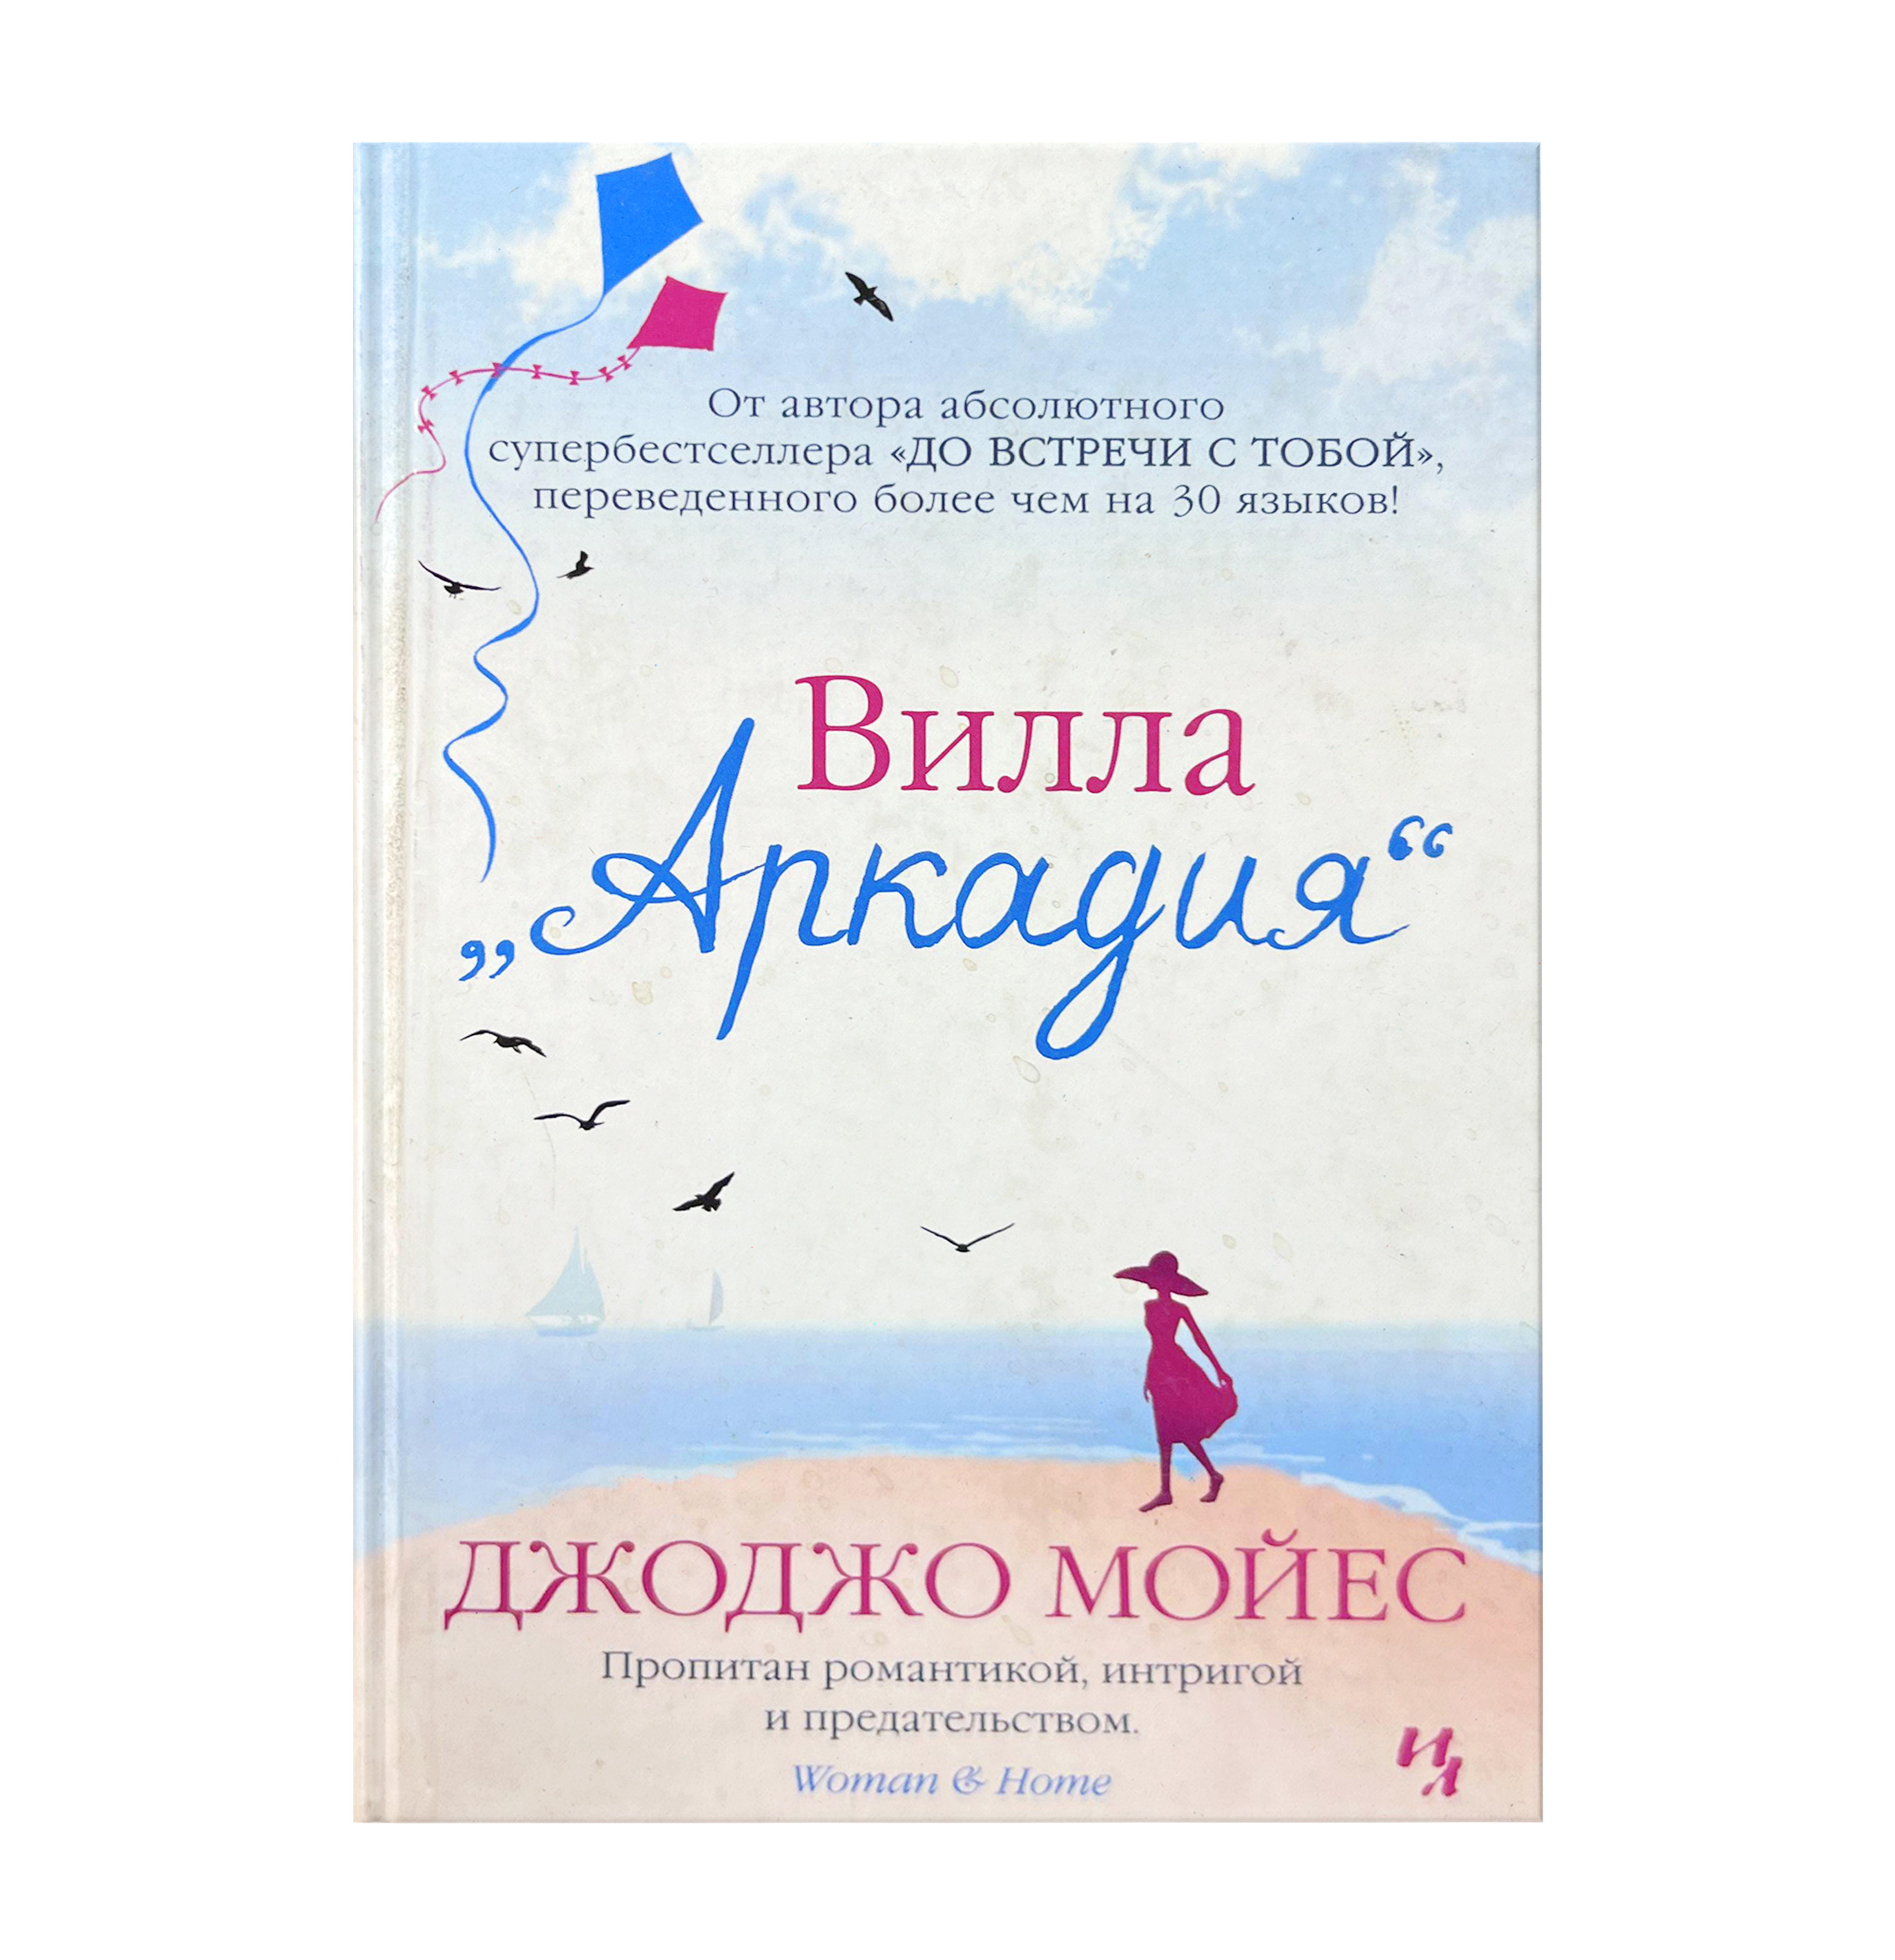 От автора абсолютного
супербестселлера «ДО ВСТРЕЧИ С ТОБОЙ»,
переведенного более чем на 30 языков!
Вилла
„Аркадия“
ДЖОДЖО МОЙЕС
Пропитан романтикой, интригой
и предательством.
Woman & Home
ИЛ